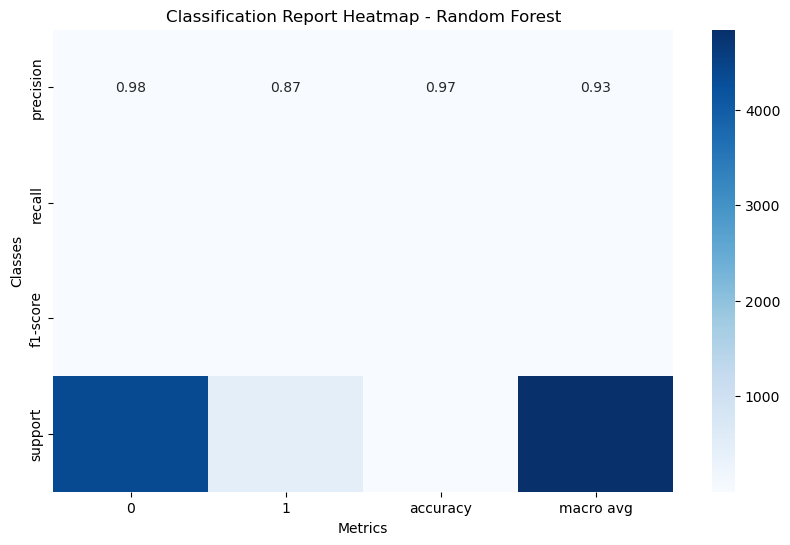 Classification Report Heatmap - Random Forest
precision
0.98 0.87 0.97 0.93
recall
f1-score
support
Classes
0 1 accuracy macro avg
Metrics
4000
3000
2000
1000